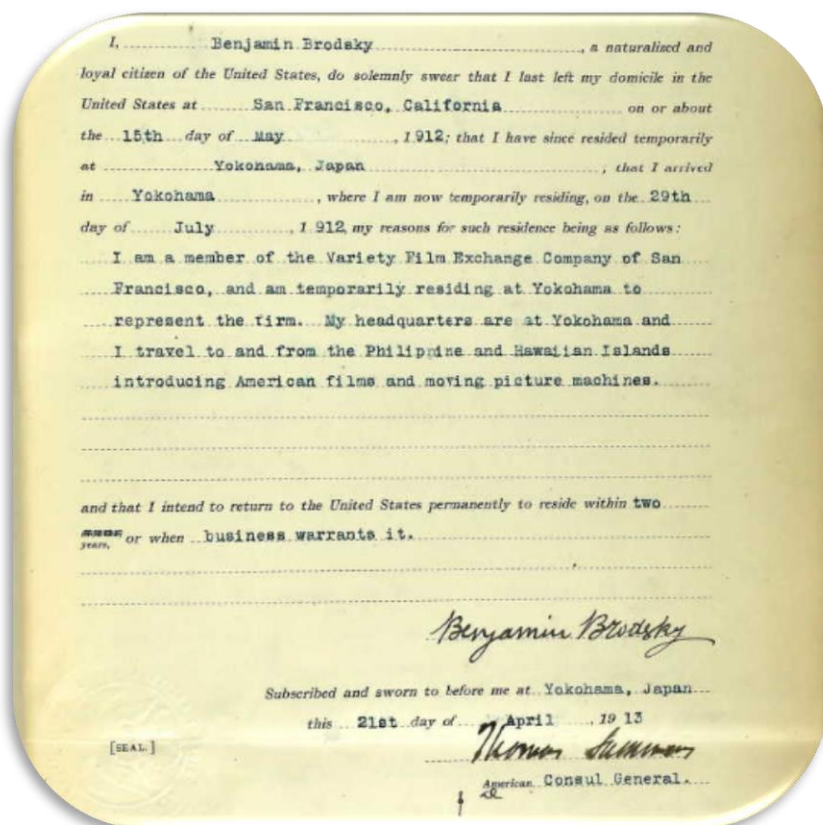 I, Benjamin Brodsky, a naturalized and
loyal citizen of the United States, do solemnly swear that I last left my domicile in the
United States at San Francisco, California on or about
the 15th day of May, 1912; that I have since resided temporarily
at Yokohama, Japan; that I arrived
in Yokohama, where I am now temporarily residing, on the 29th
day of July, 1912, my reasons for such residence being as follows:
I am a member of the Variety Film Exchange Company of San
Francisco, and am temporarily residing at Yokohama to
represent the firm. My headquarters are at Yokohama and
I travel to and from the Philippine and Hawaiian Islands
introducing American films and moving picture machines.
and that I intend to return to the United States permanently to reside within two
years, or when business warrants it.
Benjamin Brodsky
Subscribed and sworn to before me at Yokohama, Japan
this 21st day of April, 1913
[SEAL.]
Thomas Sammons
American Consul General.